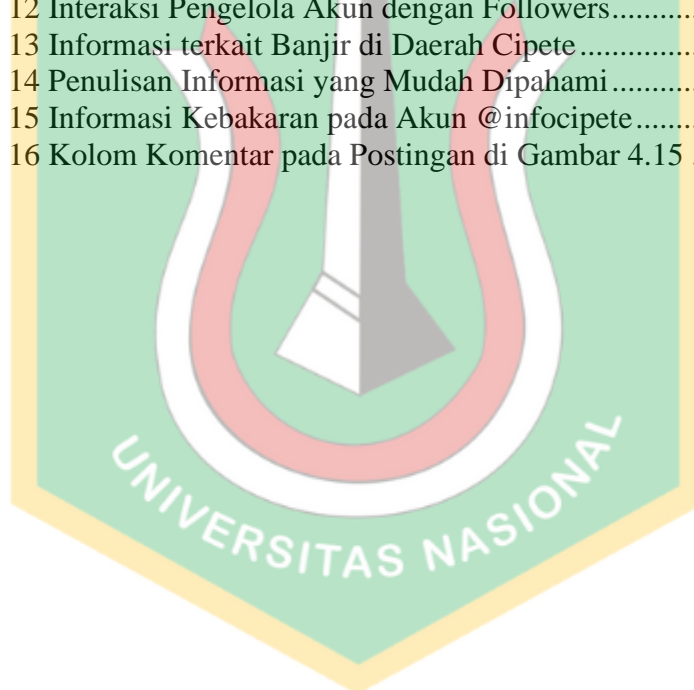 12 Interaksi Pengelola Akun dengan Followers..........
13 Informasi terkait Banjir di Daerah Cipete................
14 Penulisan Informasi yang Mudah Dipahami............
15 Informasi Kebakaran pada Akun @infocipete........
16 Kolom Komentar pada Postingan di Gambar 4.15 .
UNIVERSITAS NASIONAL